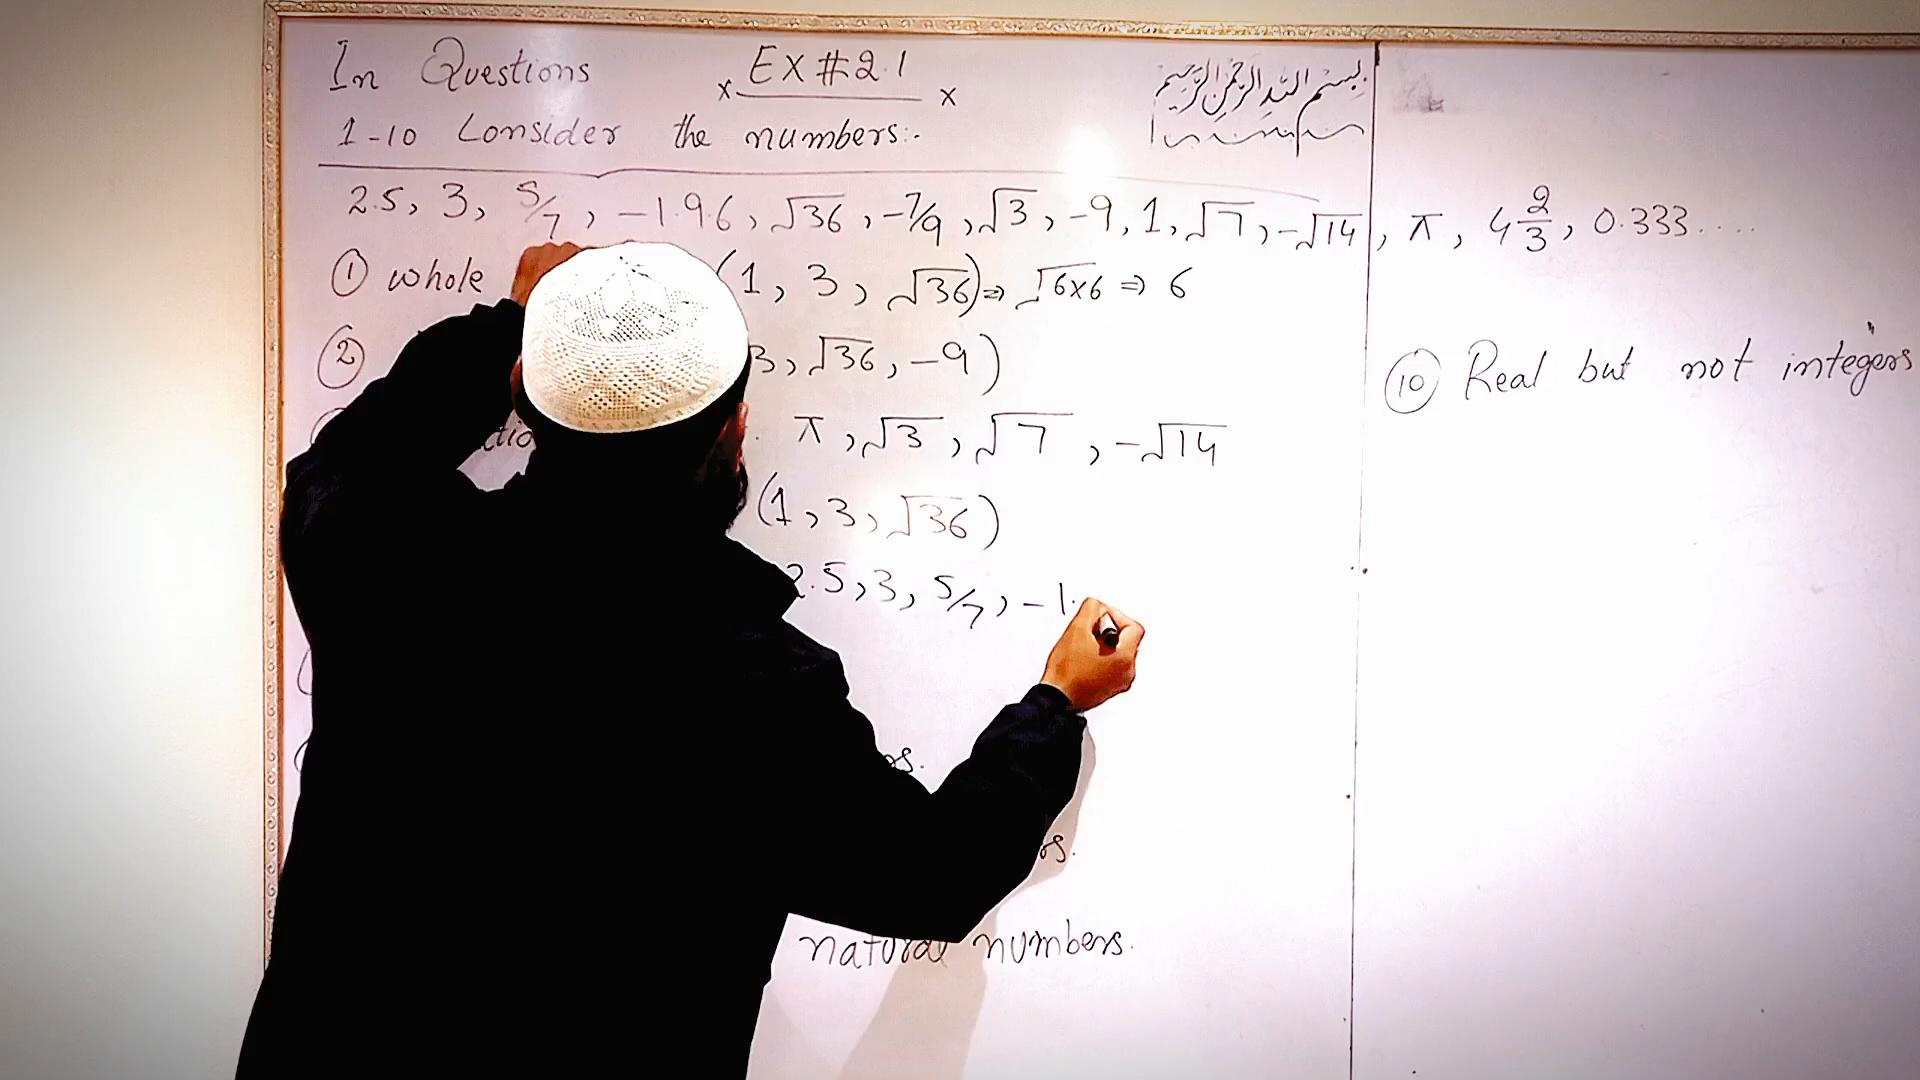 In Questions
EX#2.1
1-10 Consider the numbers:-
بسم الله الرحمن الرحيم
2.5, 3, 5/7, -1.96, √36, -7/9, √3, -9, 1, √7, -√14, π, 4 2/3, 0.333....
① whole (1, 3, √36) ⇒ √6×6 ⇒ 6
② 3, √36, -9)
π, √3, √7, -√14
(1, 3, √36)
2.5, 3, 5/7, -1.
natural numbers.
⑩ Real but not integers